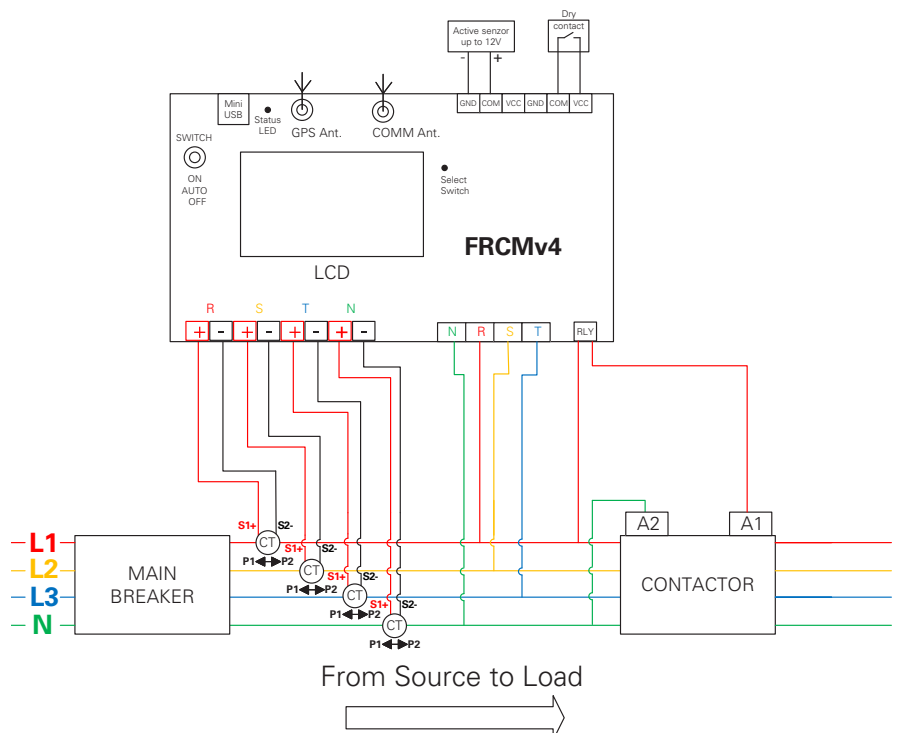 Active senzor
up to 12V
- +
Dry
contact
GND COM VCC GND COM VCC
Mini
USB
Status
LED
GPS Ant.
COMM Ant.
SWITCH
ON
AUTO
OFF
Select
Switch
FRCMv4
LCD
R S T N
+ - + - + - + -
N R S T
RLY
S1+ S2-
CT
P1 P2
S1+ S2-
CT
P1 P2
S1+ S2-
CT
P1 P2
S1+ S2-
CT
P1 P2
L1
L2
L3
N
MAIN
BREAKER
A2 A1
CONTACTOR
From Source to Load